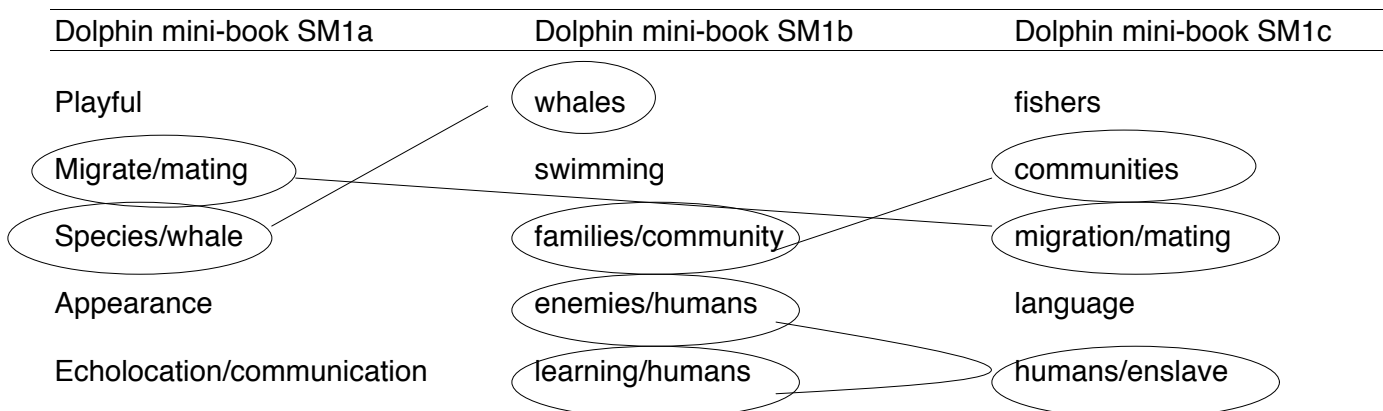 Dolphin mini-book SM1a Dolphin mini-book SM1b Dolphin mini-book SM1c
Playful whales fishers
Migrate/mating swimming communities
Species/whale families/community migration/mating
Appearance enemies/humans language
Echolocation/communication learning/humans humans/enslave